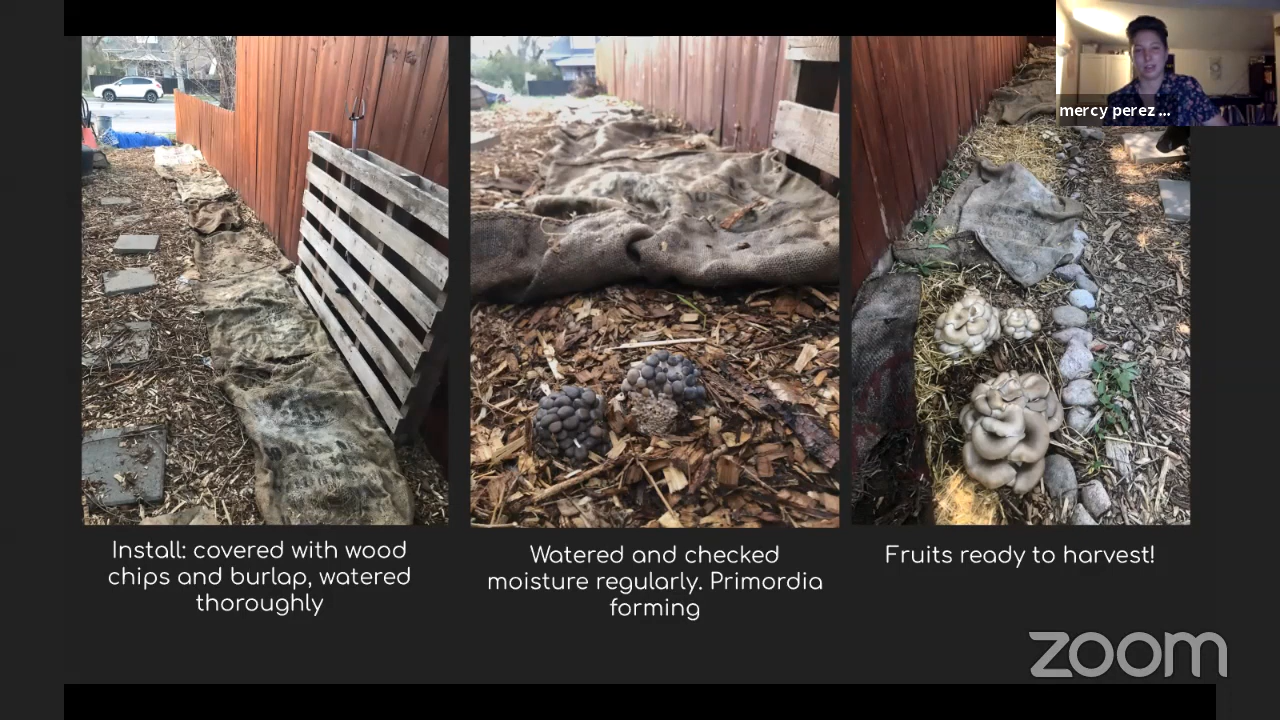 mercy perez ...
Install: covered with wood
chips and burlap, watered
thoroughly
Watered and checked
moisture regularly. Primordia
forming
Fruits ready to harvest!
zoom